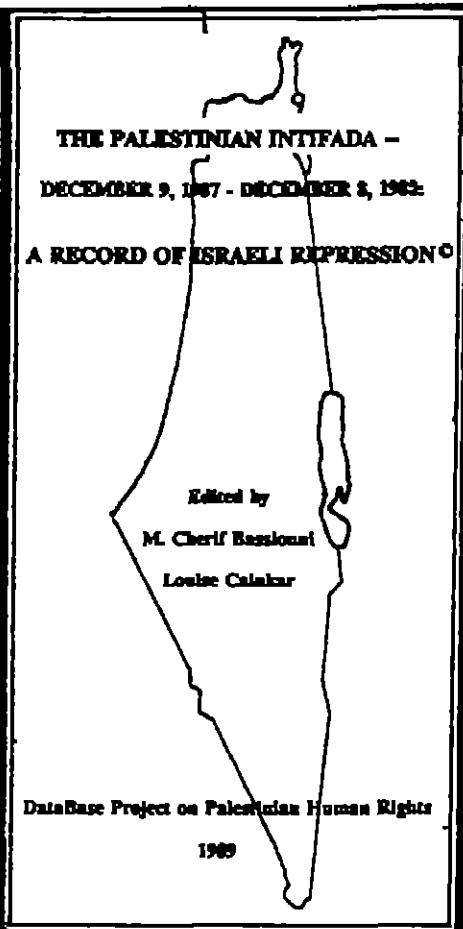 THE PALESTINIAN INTIFADA –
DECEMBER 9, 1987 - DECEMBER 8, 1988:
A RECORD OF ISRAELI REPRESSION©
Edited by
M. Cherif Bassiouni
Louise Cainkar
DataBase Project on Palestinian Human Rights
1989